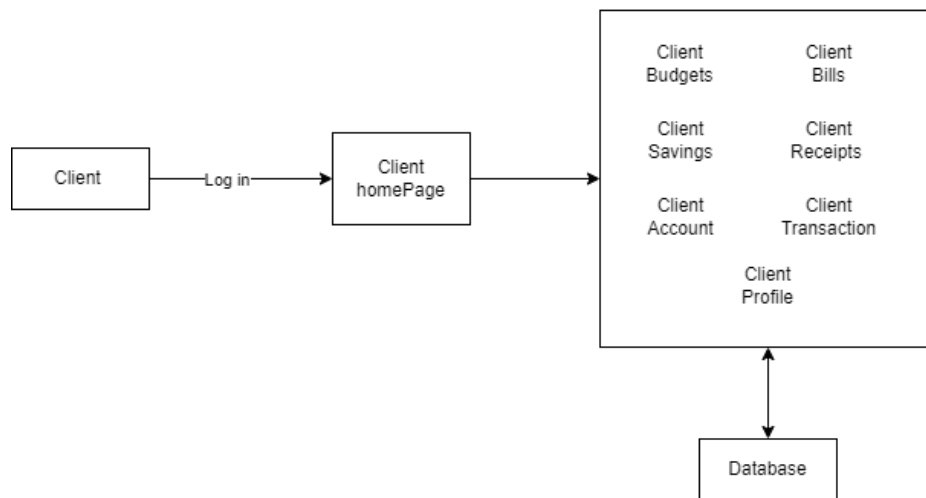 Client
Log in
Client
homePage
Client
Budgets
Client
Bills
Client
Savings
Client
Receipts
Client
Account
Client
Transaction
Client
Profile
Database